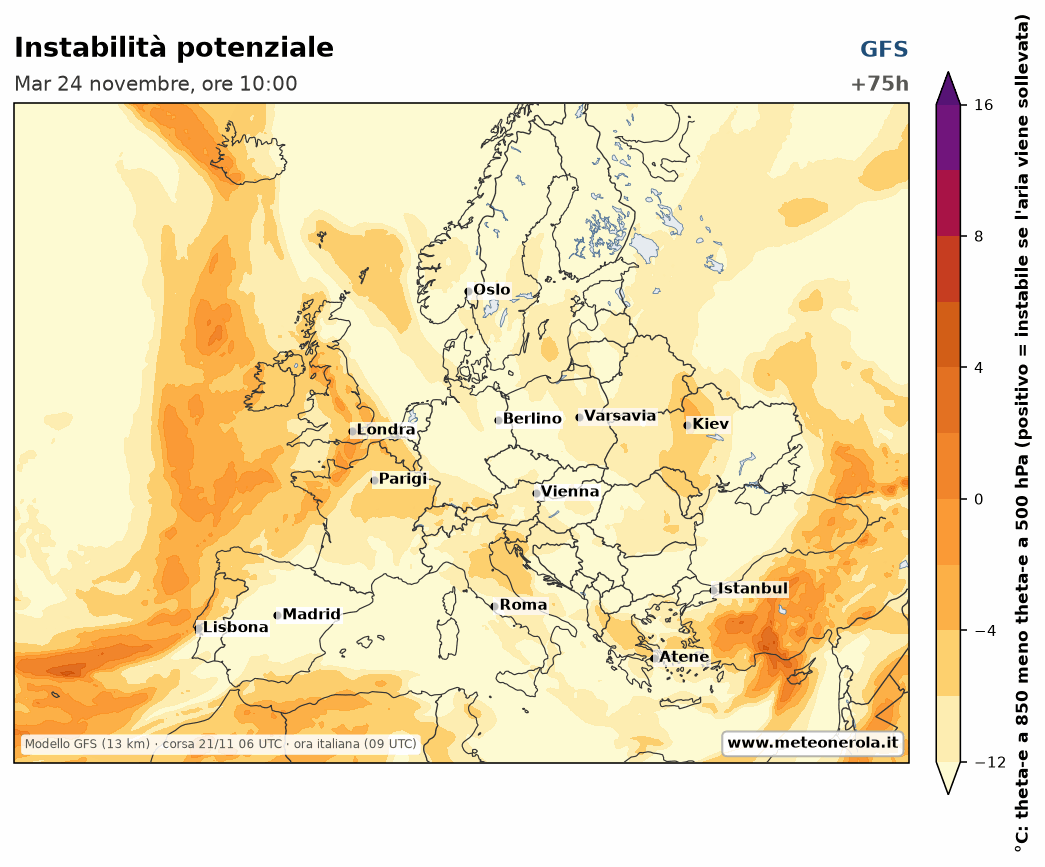 Instabilità potenziale
GFS
Mar 24 novembre, ore 10:00
+75h
Oslo
Londra
Berlino
Varsavia
Kiev
Parigi
Vienna
Istanbul
Roma
Madrid
Lisbona
Atene
Modello GFS (13 km) · corsa 21/11 06 UTC · ora italiana (09 UTC)
www.meteonerola.it
16
8
4
0
−4
−12
°C: theta-e a 850 meno theta-e a 500 hPa (positivo = instabile se l'aria viene sollevata)